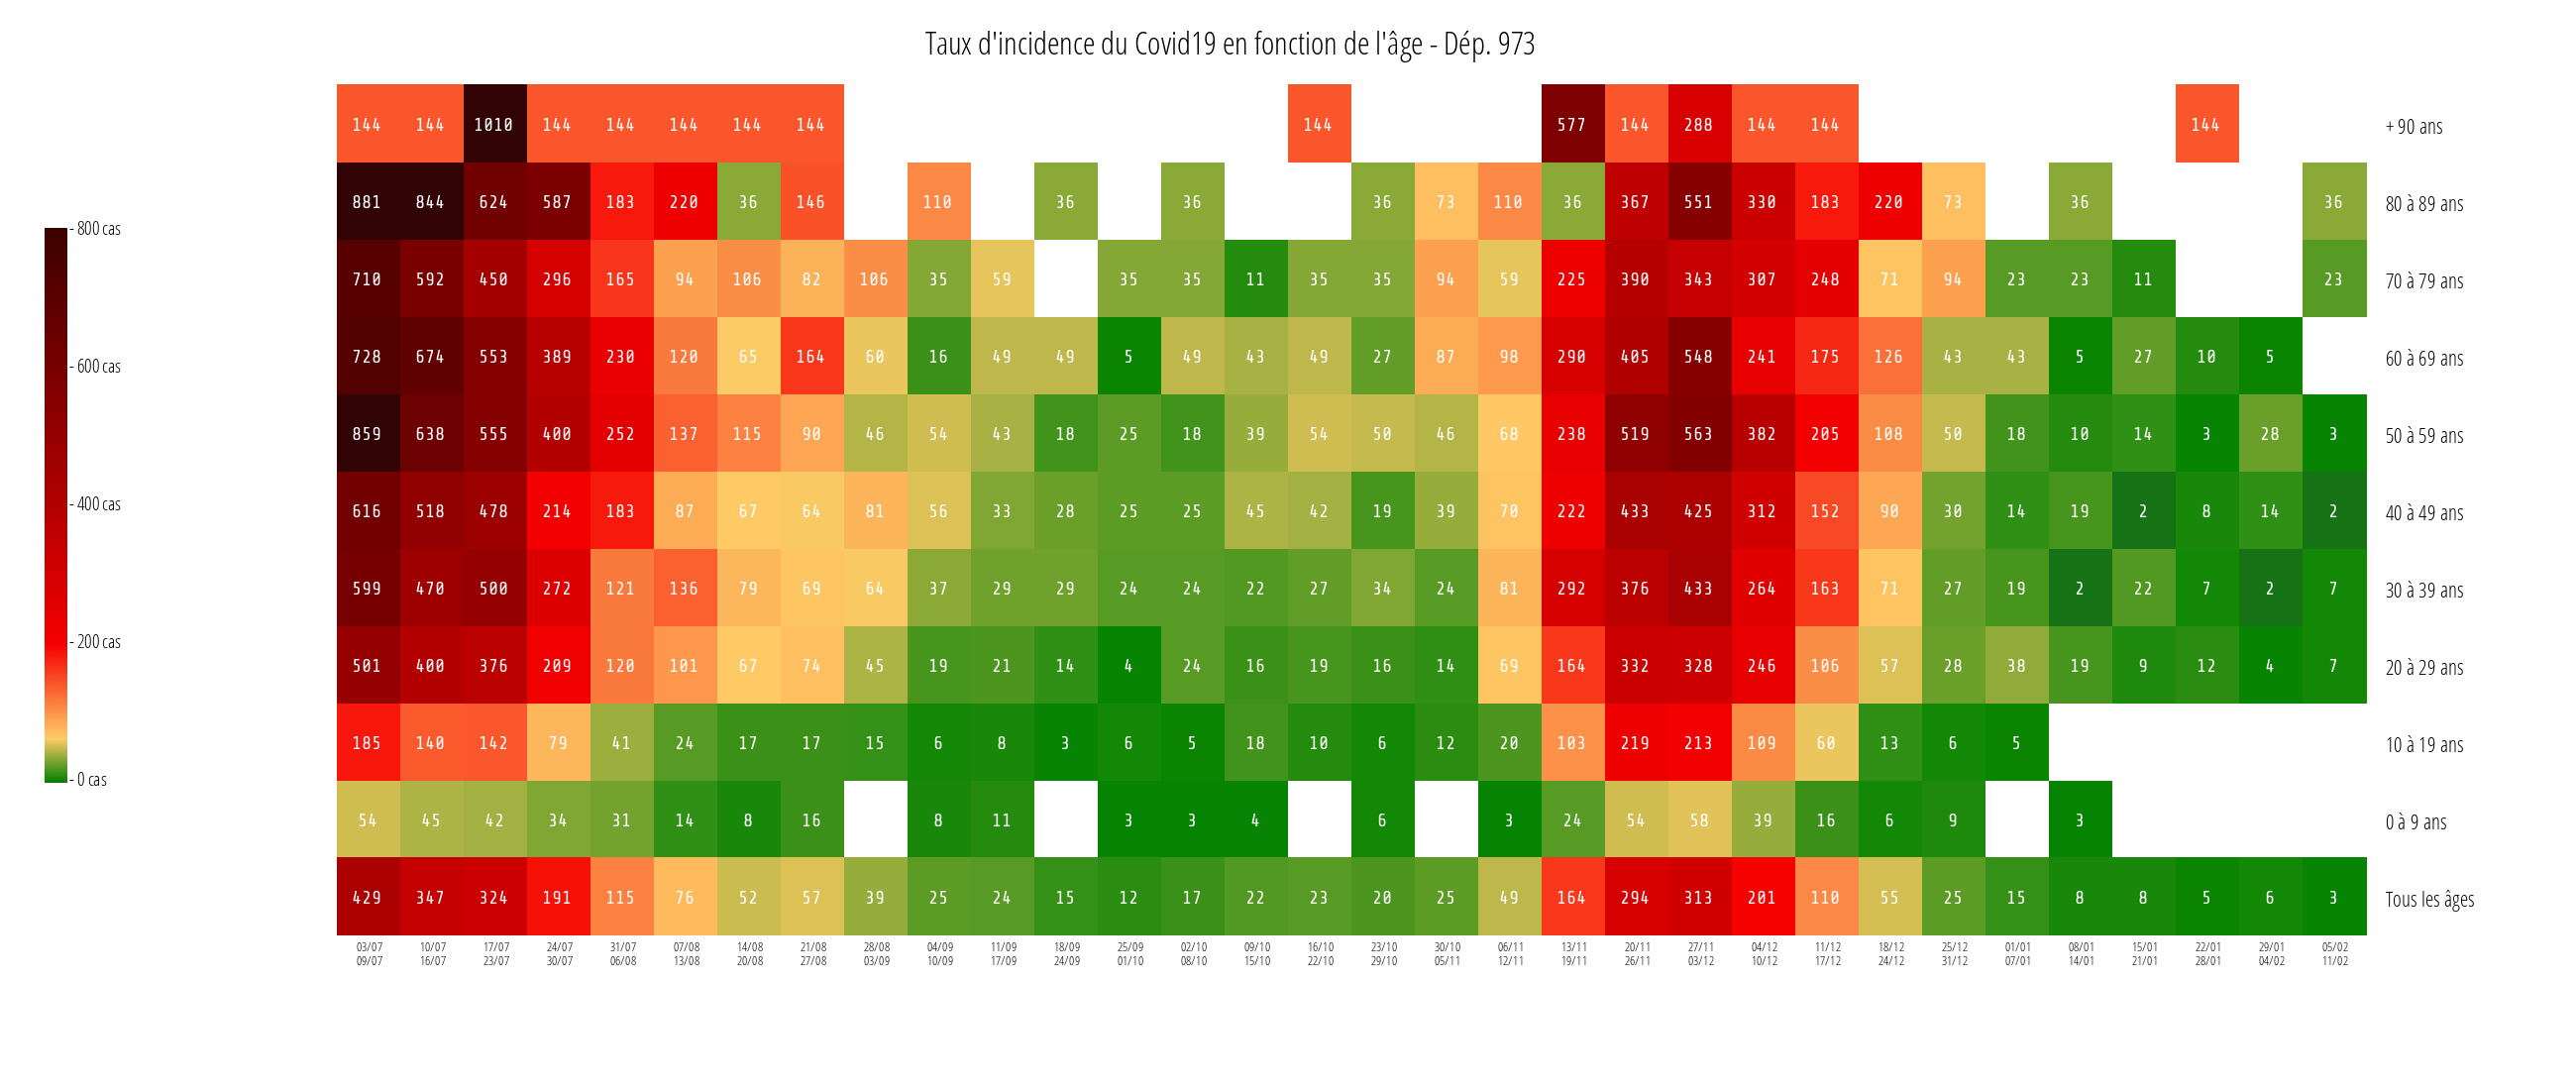 Taux d'incidence du Covid19 en fonction de l'âge - Dép. 973
144 144 1010 144 144 144 144 144 144 577 144 288 144 144 144 + 90 ans
881 844 624 587 183 220 36 146 110 36 36 36 73 110 36 367 551 330 183 220 73 36 36 80 à 89 ans
- 800 cas
710 592 450 296 165 94 106 82 106 35 59 35 35 11 35 35 94 59 225 390 343 307 248 71 94 23 23 11 23 70 à 79 ans
728 674 553 389 230 120 65 164 60 16 49 49 5 49 43 49 27 87 98 290 405 548 241 175 126 43 43 5 27 10 5 60 à 69 ans
- 600 cas
859 638 555 400 252 137 115 90 46 54 43 18 25 18 39 54 50 46 68 238 519 563 382 205 108 50 18 10 14 3 28 3 50 à 59 ans
- 400 cas
616 518 478 214 183 87 67 64 81 56 33 28 25 25 45 42 19 39 70 222 433 425 312 152 90 30 14 19 2 8 14 2 40 à 49 ans
599 470 500 272 121 136 79 69 64 37 29 29 24 24 22 27 34 24 81 292 376 433 264 163 71 27 19 2 22 7 2 7 30 à 39 ans
- 200 cas
501 400 376 209 120 101 67 74 45 19 21 14 4 24 16 19 16 14 69 164 332 328 246 106 57 28 38 19 9 12 4 7 20 à 29 ans
185 140 142 79 41 24 17 17 15 6 8 3 6 5 18 10 6 12 20 103 219 213 109 60 13 6 5 10 à 19 ans
- 0 cas
54 45 42 34 31 14 8 16 8 11 3 3 4 6 3 24 54 58 39 16 6 9 3 0 à 9 ans
429 347 324 191 115 76 52 57 39 25 24 15 12 17 22 23 20 25 49 164 294 313 201 110 55 25 15 8 8 5 6 3 Tous les âges
03/07 10/07 17/07 24/07 31/07 07/08 14/08 21/08 28/08 04/09 11/09 18/09 25/09 02/10 09/10 16/10 23/10 30/10 06/11 13/11 20/11 27/11 04/12 11/12 18/12 25/12 01/01 08/01 15/01 22/01 29/01 05/02
09/07 16/07 23/07 30/07 06/08 13/08 20/08 27/08 03/09 10/09 17/09 24/09 01/10 08/10 15/10 22/10 29/10 05/11 12/11 19/11 26/11 03/12 10/12 17/12 24/12 31/12 07/01 14/01 21/01 28/01 04/02 11/02